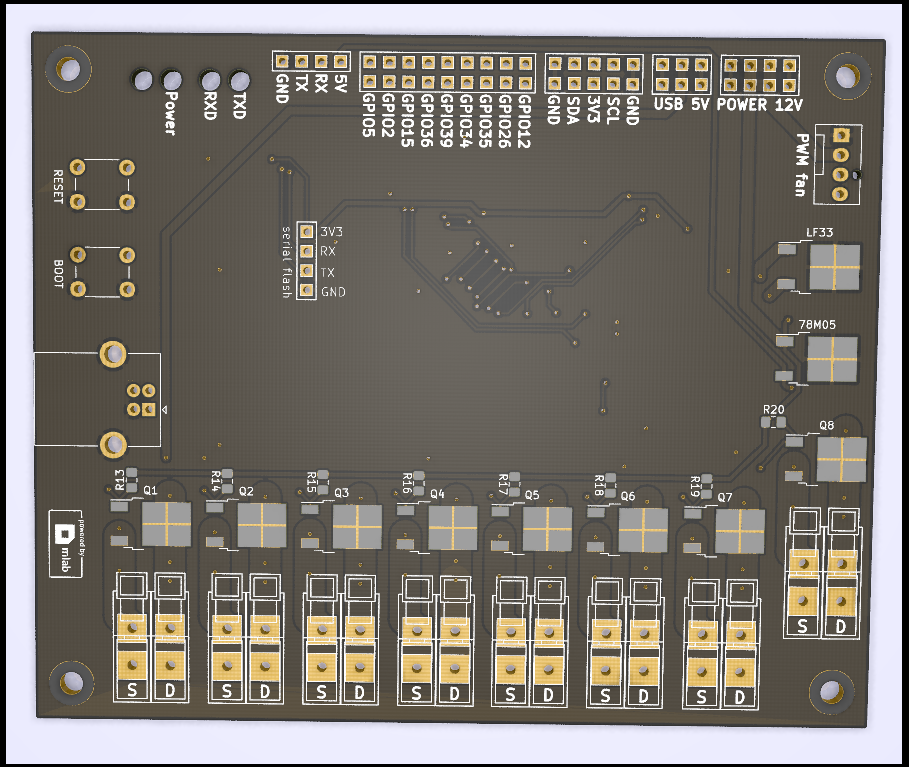 GND
TX
RX
5V
GPIO5
GPIO2
GPIO15
GPIO36
GPIO39
GPIO34
GPIO35
GPIO26
GPIO12
GND
SDA
3V3
SCL
GND
USB 5V
POWER 12V
Power
RXD
TXD
PWM fan
RESET
BOOT
serial flash
3V3
RX
TX
GND
LF33
78M05
R20
Q8
R13
Q1
R14
Q2
R15
Q3
R16
Q4
R17
Q5
R18
Q6
R19
Q7
powered by
mlab
S D
S D
S D
S D
S D
S D
S D
S D